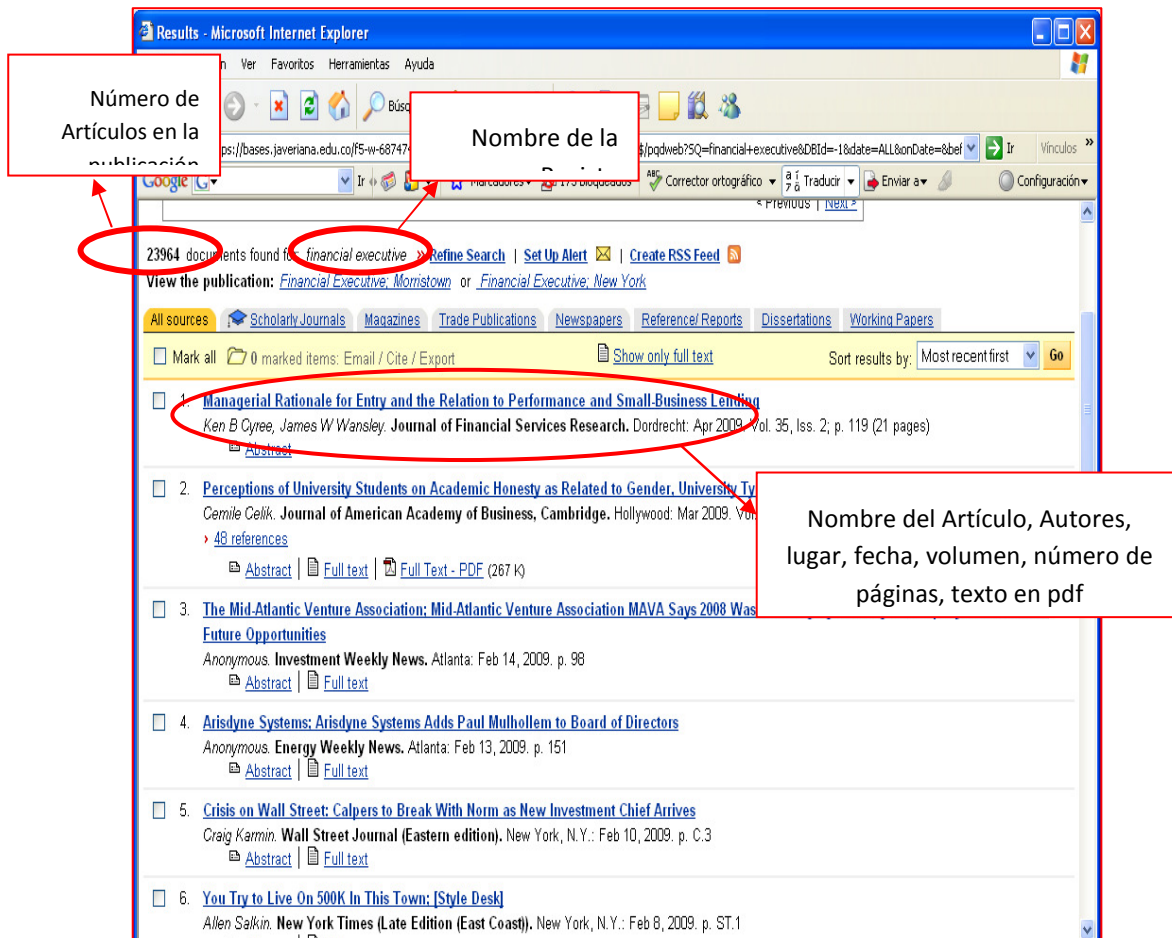 Results - Microsoft Internet Explorer
Ver Favoritos Herramientas Ayuda
Número de
Artículos en la
publicación
Nombre de la
ps://bases.javeriana.edu.co/f5-w-68747
/pqdweb?SQ=financial+executive&DBId=-1&date=ALL&onDate=&bef
Ir Vínculos »
Google G
Ir
Marcadores
175 bloqueados
Corrector ortográfico
Traducir
Enviar a
Configuración
< Previous | Next >
23964 documents found for: financial executive » Refine Search | Set Up Alert | Create RSS Feed
View the publication: Financial Executive; Morristown or Financial Executive; New York
All sources Scholarly Journals Magazines Trade Publications Newspapers Reference/ Reports Dissertations Working Papers
Mark all 0 marked items: Email / Cite / Export Show only full text Sort results by: Most recent first Go
1. Managerial Rationale for Entry and the Relation to Performance and Small-Business Lending
Ken B Cyree, James W Wansley. Journal of Financial Services Research. Dordrecht: Apr 2009. Vol. 35, Iss. 2; p. 119 (21 pages)
Abstract
2. Perceptions of University Students on Academic Honesty as Related to Gender, University Ty
Cemile Celik. Journal of American Academy of Business, Cambridge. Hollywood: Mar 2009. Vol.
› 48 references
Abstract | Full text | Full Text - PDF (267 K)
Nombre del Artículo, Autores,
lugar, fecha, volumen, número de
páginas, texto en pdf
3. The Mid-Atlantic Venture Association; Mid-Atlantic Venture Association MAVA Says 2008 Was
Future Opportunities
Anonymous. Investment Weekly News. Atlanta: Feb 14, 2009. p. 98
Abstract | Full text
4. Arisdyne Systems; Arisdyne Systems Adds Paul Mulhollem to Board of Directors
Anonymous. Energy Weekly News. Atlanta: Feb 13, 2009. p. 151
Abstract | Full text
5. Crisis on Wall Street: Calpers to Break With Norm as New Investment Chief Arrives
Craig Karmin. Wall Street Journal (Eastern edition). New York, N.Y.: Feb 10, 2009. p. C.3
Abstract | Full text
6. You Try to Live On 500K In This Town; [Style Desk]
Allen Salkin. New York Times (Late Edition (East Coast)). New York, N.Y.: Feb 8, 2009. p. ST.1